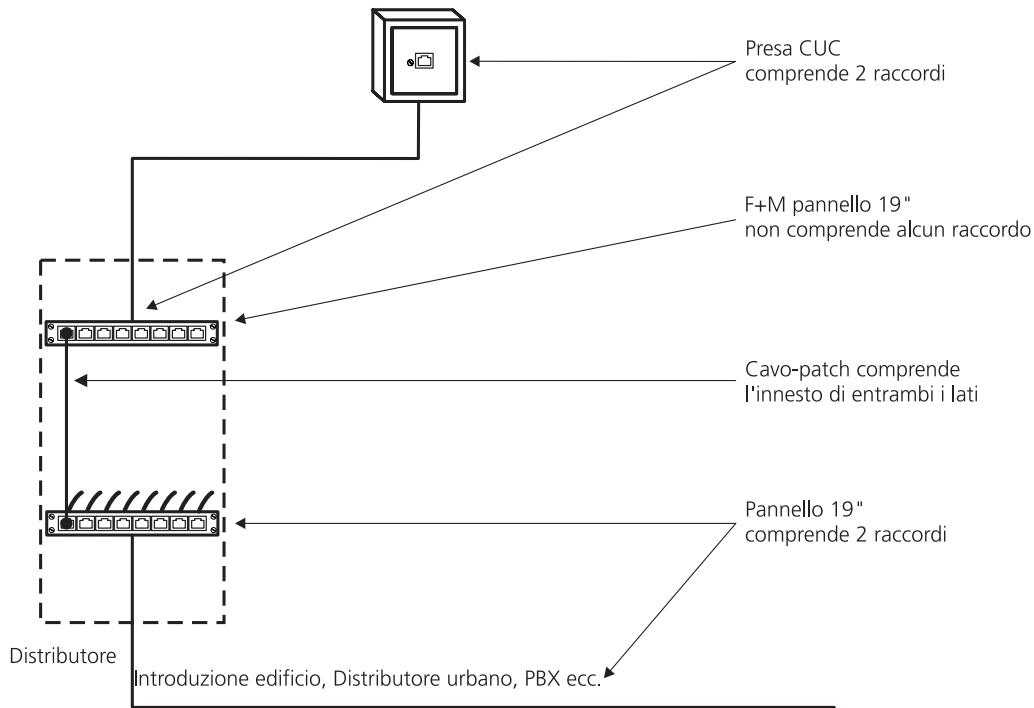 Presa CUC
comprende 2 raccordi
F+M pannello 19"
non comprende alcun raccordo
Cavo-patch comprende
l'innesto di entrambi i lati
Pannello 19"
comprende 2 raccordi
Distributore
Introduzione edificio, Distributore urbano, PBX ecc.